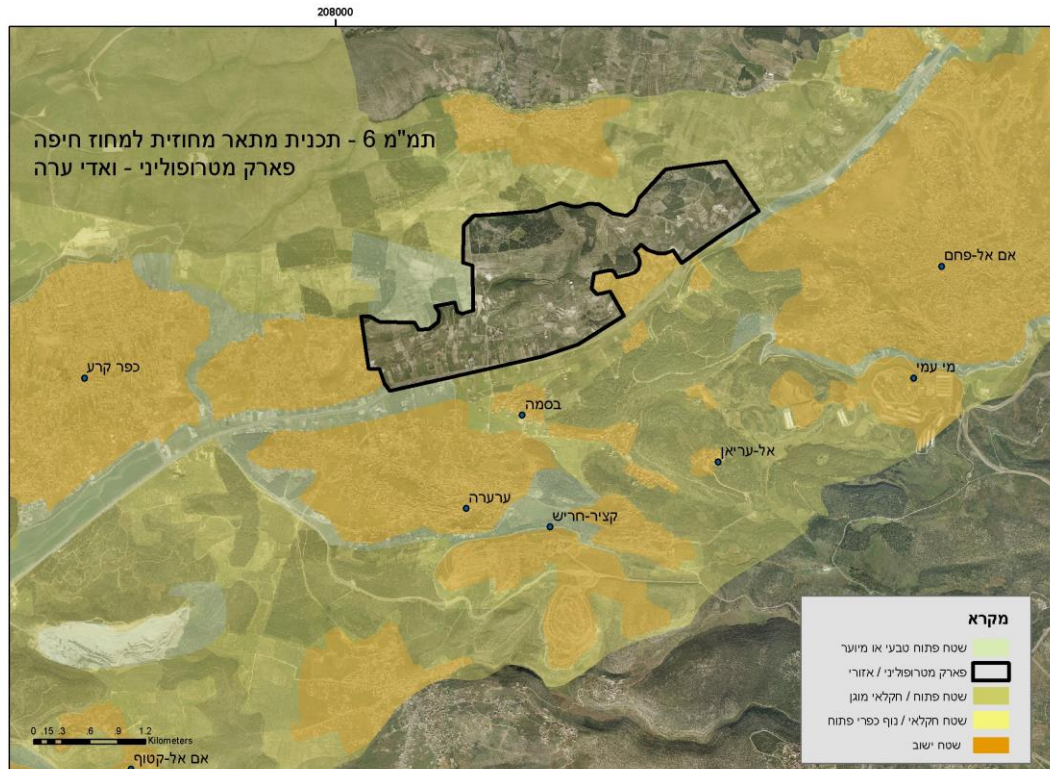 208000
תמ"מ 6 - תכנית מתאר מחוזית למחוז חיפה
פארק מטרופוליני - ואדי ערה
אם אל-פחם
כפר קרע
מי עמי
בסמה
אל-עריאן
ערערה
קציר-חריש
אם אל-קטוף
מקרא
שטח פתוח טבעי או מיוער
פארק מטרופוליני / אזורי
שטח פתוח / חקלאי מוגן
שטח חקלאי / נוף כפרי פתוח
שטח ישוב
0 .15 .3 .6 .9 1.2
Kilometers